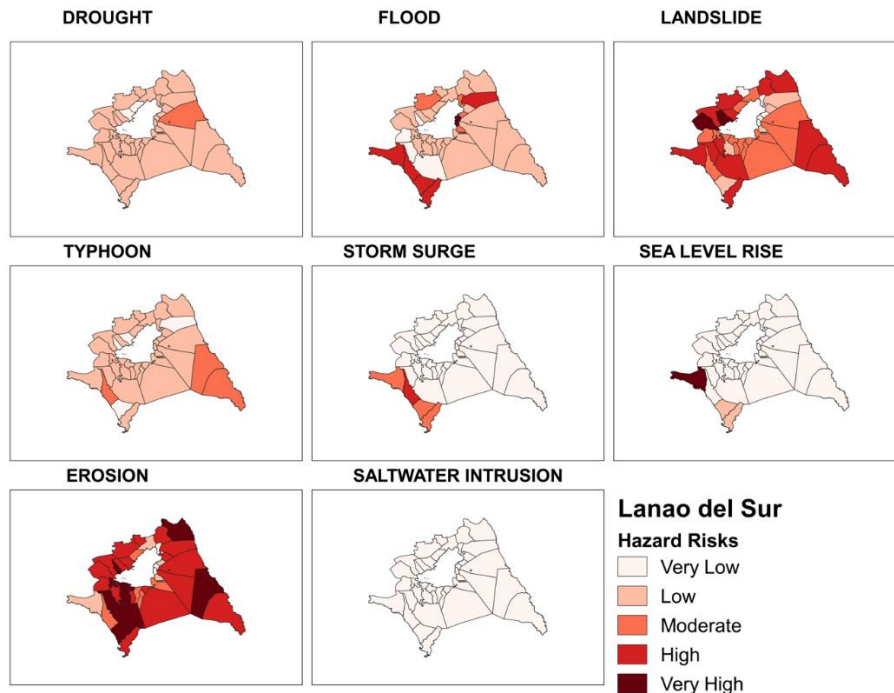 DROUGHT
FLOOD
LANDSLIDE
TYPHOON
STORM SURGE
SEA LEVEL RISE
EROSION
SALTWATER INTRUSION
Lanao del Sur
Hazard Risks
Very Low
Low
Moderate
High
Very High